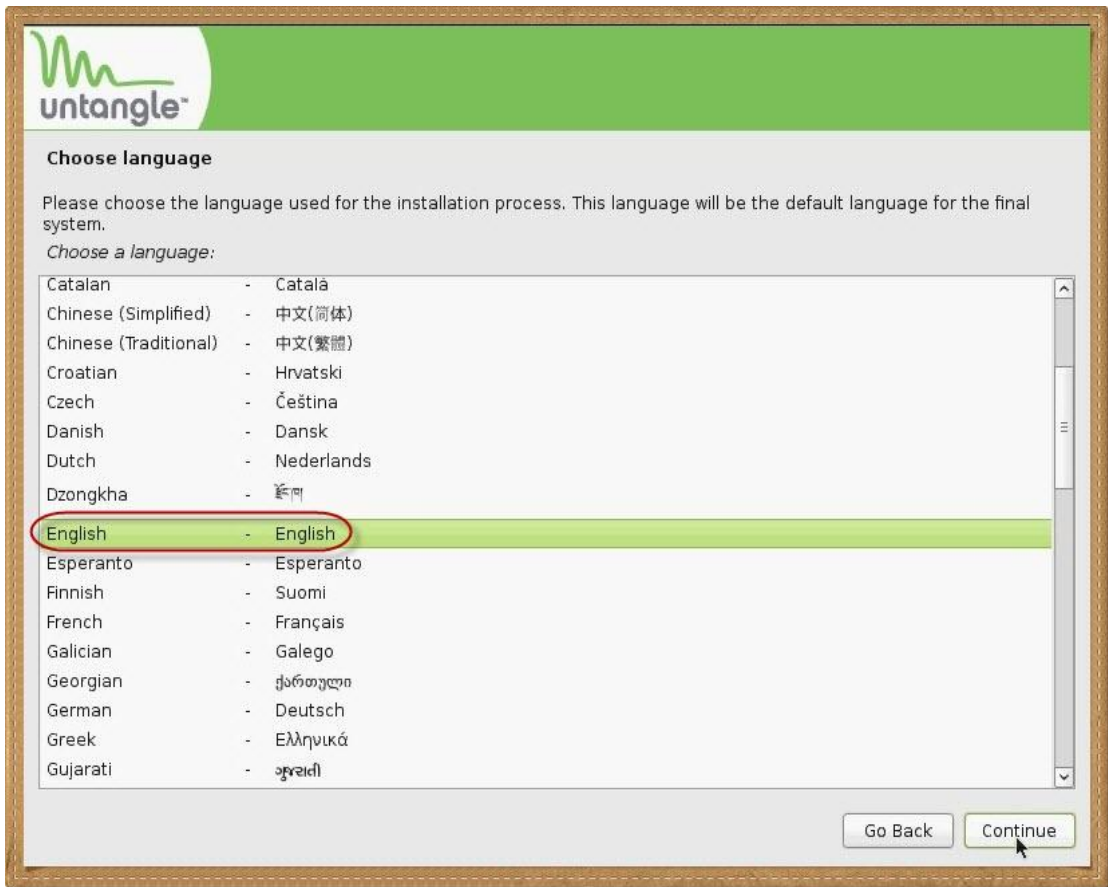 untangle™
Choose language
Please choose the language used for the installation process. This language will be the default language for the final
system.
Choose a language:
Catalan - Català
Chinese (Simplified) - 中文(简体)
Chinese (Traditional) - 中文(繁體)
Croatian - Hrvatski
Czech - Čeština
Danish - Dansk
Dutch - Nederlands
Dzongkha - རྫོང་ཁ།
English - English
Esperanto - Esperanto
Finnish - Suomi
French - Français
Galician - Galego
Georgian - ქართული
German - Deutsch
Greek - Ελληνικά
Gujarati - ગુજરાતી
Go Back Continue